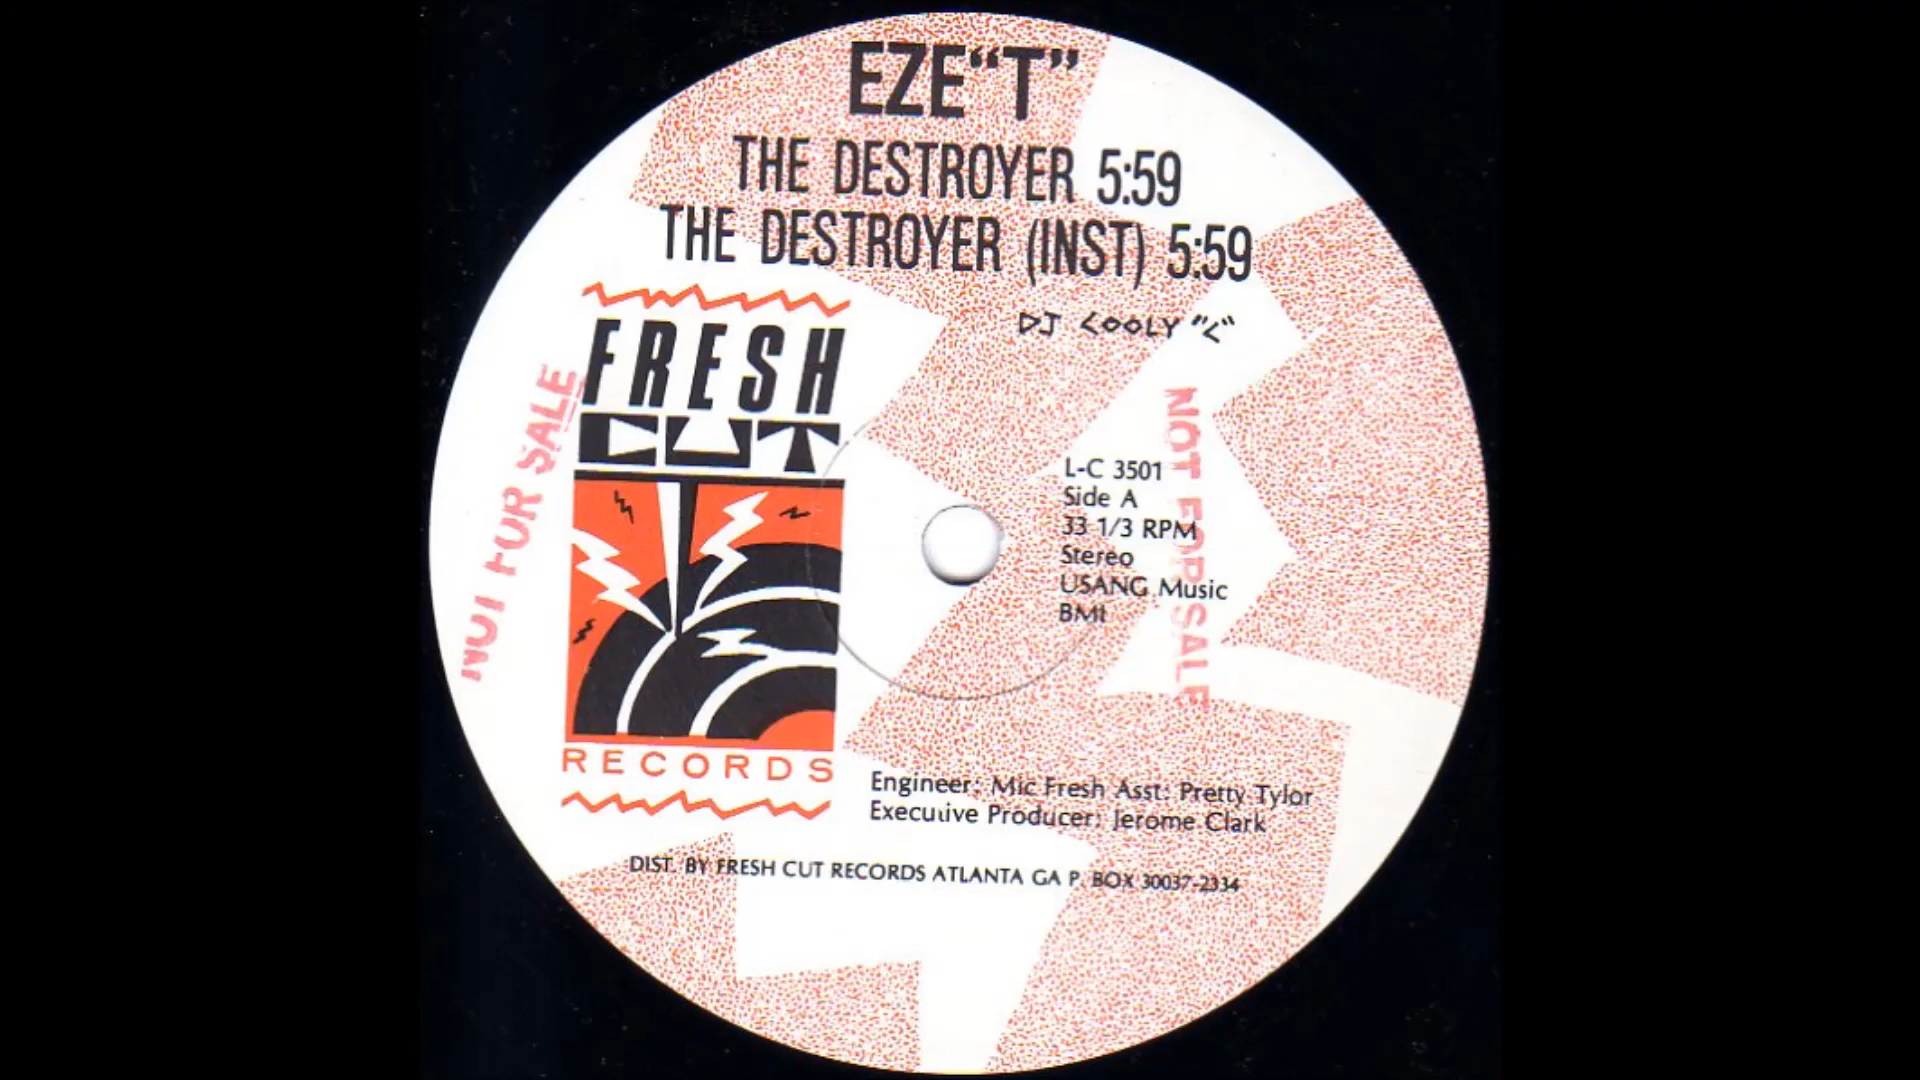 EZE“T”
THE DESTROYER 5:59
THE DESTROYER (INST) 5:59
DJ COOLY "C"
FRESH
CUT
RECORDS
NOT FOR SALE
NOT FOR SALE
L-C 3501
Side A
33 1/3 RPM
Stereo
USANG Music
BMI
Engineer: Mic Fresh Asst: Pretty Tylor
Executive Producer: Jerome Clark
DIST. BY FRESH CUT RECORDS ATLANTA GA P. BOX 30037-2334